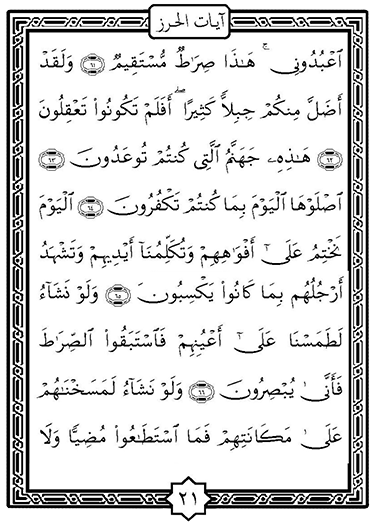 آيات الحرز
ٱعْبُدُونِي ۚ هَـٰذَا صِرَٰطٌ مُّسْتَقِيمٌ ٦١ وَلَقَدْ
أَضَلَّ مِنكُمْ جِبِلًّا كَثِيرًا ۖ أَفَلَمْ تَكُونُوا۟ تَعْقِلُونَ
٦٢ هَـٰذِهِۦ جَهَنَّمُ ٱلَّتِى كُنتُمْ تُوعَدُونَ ٦٣
ٱصْلَوْهَا ٱلْيَوْمَ بِمَا كُنتُمْ تَكْفُرُونَ ٦٤ ٱلْيَوْمَ
نَخْتِمُ عَلَىٰٓ أَفْوَٰهِهِمْ وَتُكَلِّمُنَآ أَيْدِيهِمْ وَتَشْهَدُ
أَرْجُلُهُم بِمَا كَانُوا۟ يَكْسِبُونَ ٦٥ وَلَوْ نَشَآءُ
لَطَمَسْنَا عَلَىٰٓ أَعْيُنِهِمْ فَٱسْتَبَقُوا۟ ٱلصِّرَٰطَ
فَأَنَّىٰ يُبْصِرُونَ ٦٦ وَلَوْ نَشَآءُ لَمَسَخْنَـٰهُمْ
عَلَىٰ مَكَانَتِهِمْ فَمَا ٱسْتَطَـٰعُوا۟ مُضِيًّا وَلَا
٢١